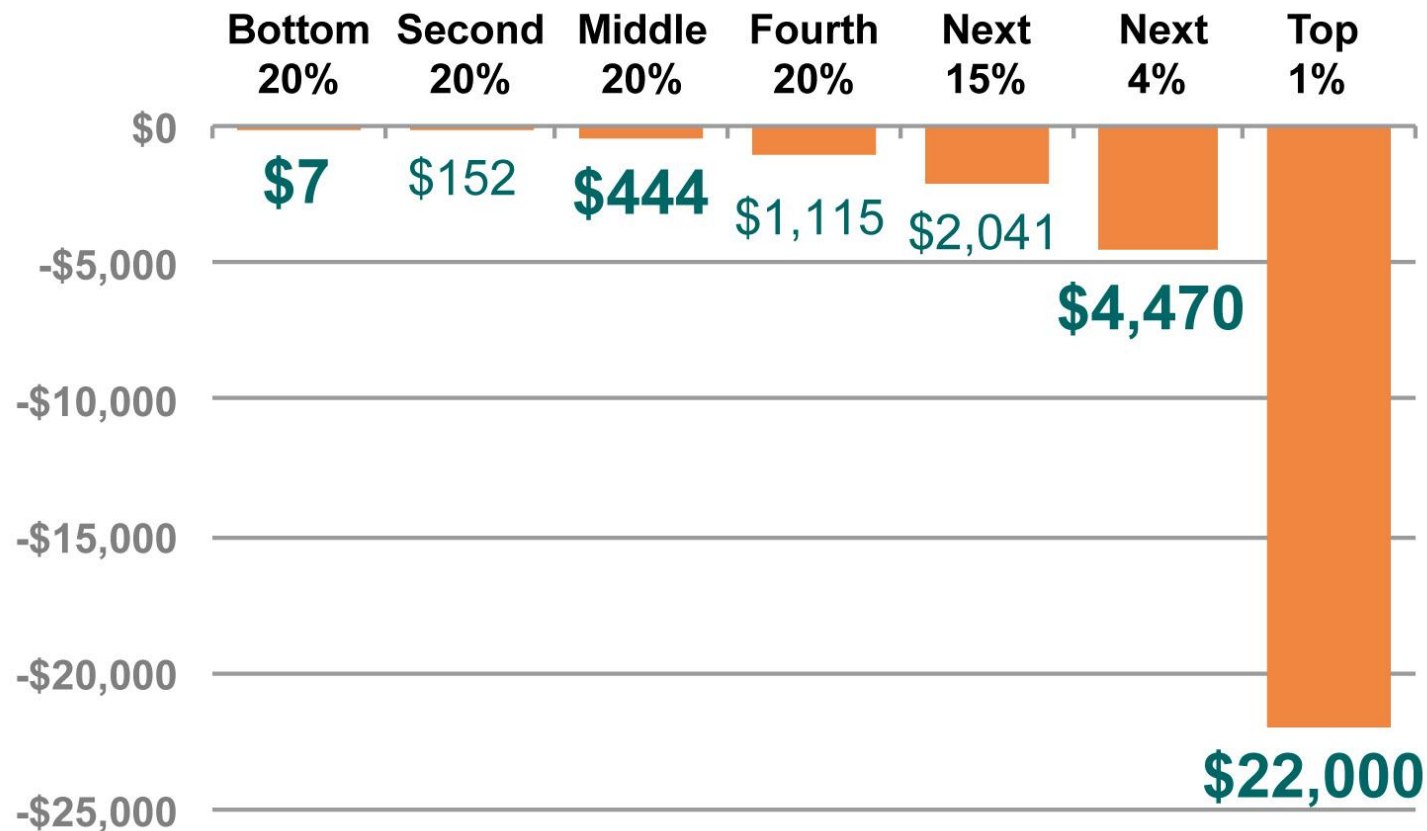 Bottom Second Middle Fourth Next Next Top
20% 20% 20% 20% 15% 4% 1%
$0
$7 $152 $444 $1,115 $2,041
-$5,000
$4,470
-$10,000
-$15,000
-$20,000
$22,000
-$25,000